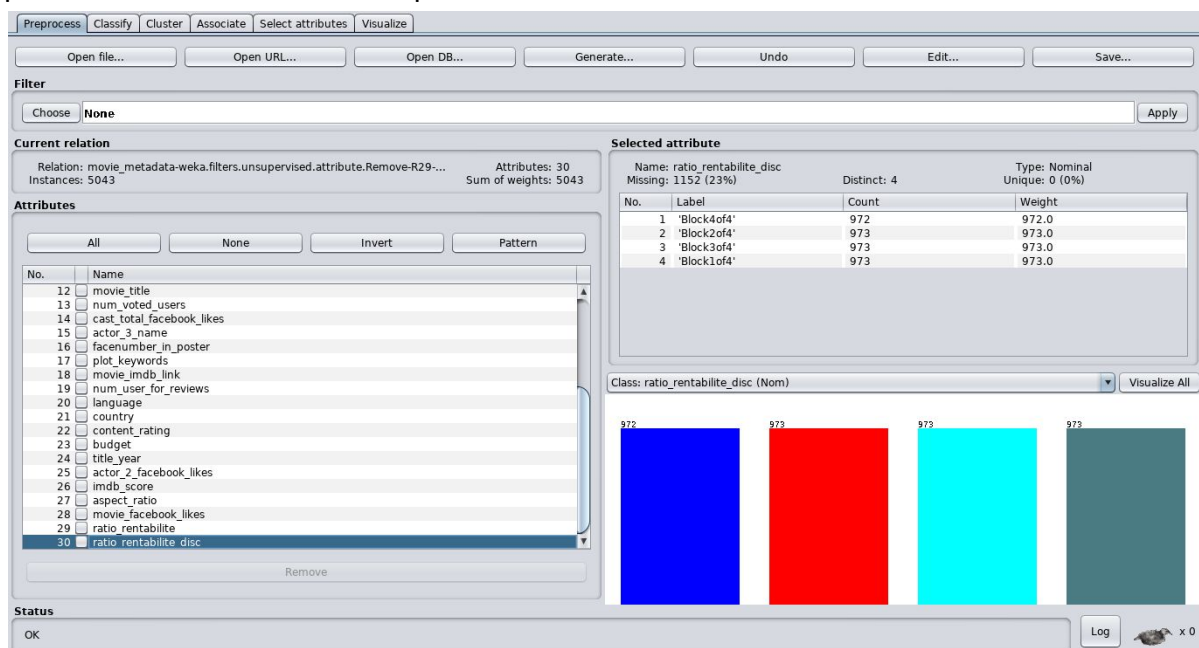 Preprocess Classify Cluster Associate Select attributes Visualize
Open file... Open URL... Open DB... Generate... Undo Edit... Save...
Filter
Choose None Apply
Current relation
Relation: movie_metadata-weka.filters.unsupervised.attribute.Remove-R29-... Attributes: 30
Instances: 5043 Sum of weights: 5043
Attributes
All None Invert Pattern
No. Name
12 movie_title
13 num_voted_users
14 cast_total_facebook_likes
15 actor_3_name
16 facenumber_in_poster
17 plot_keywords
18 movie_imdb_link
19 num_user_for_reviews
20 language
21 country
22 content_rating
23 budget
24 title_year
25 actor_2_facebook_likes
26 imdb_score
27 aspect_ratio
28 movie_facebook_likes
29 ratio_rentabilite
30 ratio_rentabilite_disc
Remove
Selected attribute
Name: ratio_rentabilite_disc Type: Nominal
Missing: 1152 (23%) Distinct: 4 Unique: 0 (0%)
No. Label Count Weight
1 'Block4of4' 972 972.0
2 'Block2of4' 973 973.0
3 'Block3of4' 973 973.0
4 'Block1of4' 973 973.0
Class: ratio_rentabilite_disc (Nom) Visualize All
972 973 973 973
Status
OK Log x 0